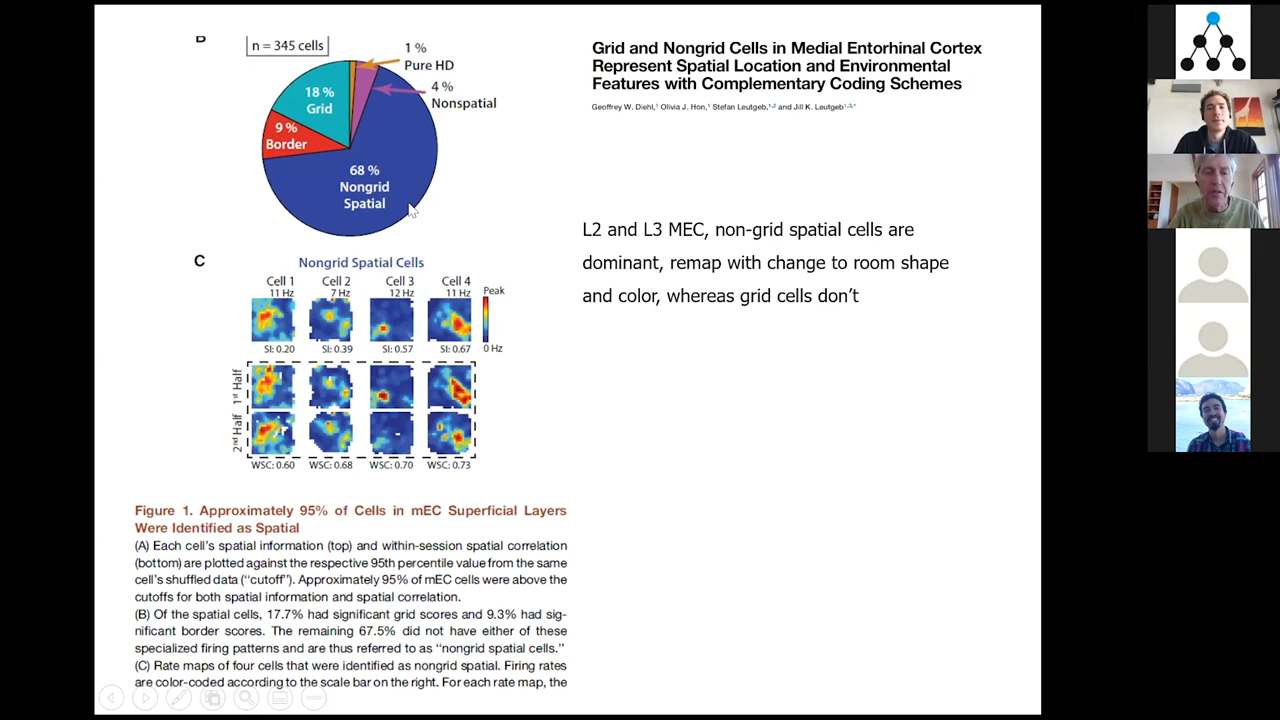 B
n = 345 cells
1 %
Pure HD
4 %
Nonspatial
18 %
Grid
9 %
Border
68 %
Nongrid
Spatial
Grid and Nongrid Cells in Medial Entorhinal Cortex
Represent Spatial Location and Environmental
Features with Complementary Coding Schemes
Geoffrey W. Diehl,¹ Olivia J. Hon,¹ Stefan Leutgeb,¹,² and Jill K. Leutgeb¹,³,*
L2 and L3 MEC, non-grid spatial cells are
dominant, remap with change to room shape
and color, whereas grid cells don’t
C
Nongrid Spatial Cells
Cell 1 Cell 2 Cell 3 Cell 4
11 Hz 7 Hz 12 Hz 11 Hz
Peak
0 Hz
SI: 0.20 SI: 0.39 SI: 0.57 SI: 0.67
1st Half
2nd Half
WSC: 0.60 WSC: 0.68 WSC: 0.70 WSC: 0.73
Figure 1. Approximately 95% of Cells in mEC Superficial Layers
Were Identified as Spatial
(A) Each cell’s spatial information (top) and within-session spatial correlation
(bottom) are plotted against the respective 95th percentile value from the same
cell’s shuffled data (‘‘cutoff’’). Approximately 95% of mEC cells were above the
cutoffs for both spatial information and spatial correlation.
(B) Of the spatial cells, 17.7% had significant grid scores and 9.3% had sig-
nificant border scores. The remaining 67.5% did not have either of these
specialized firing patterns and are thus referred to as ‘‘nongrid spatial cells.’’
(C) Rate maps of four cells that were identified as nongrid spatial. Firing rates
are color-coded according to the scale bar on the right. For each rate map, the